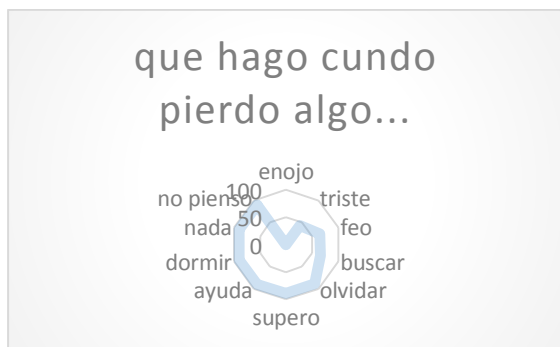 que hago cundo
pierdo algo...
enojo
triste
feo
buscar
olvidar
supero
ayuda
dormir
nada
no pienso
100
50
0